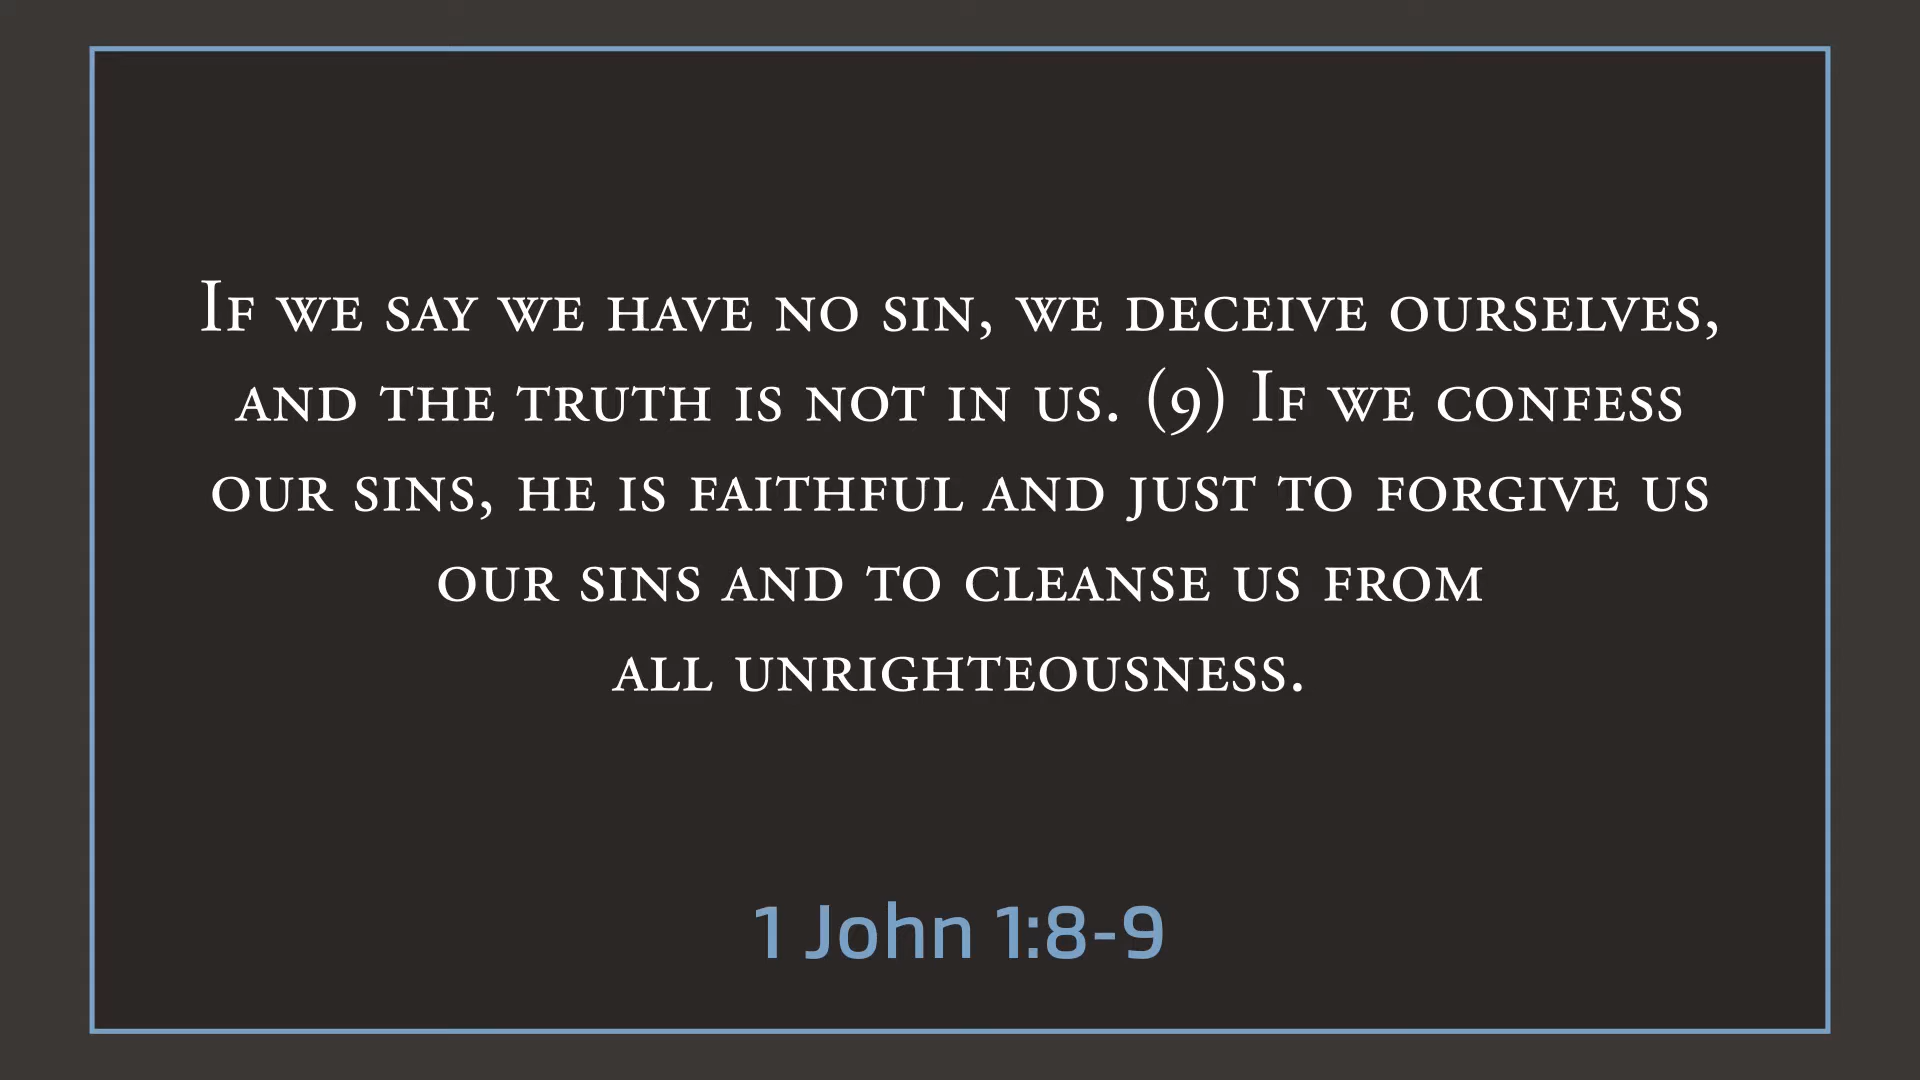 If we say we have no sin, we deceive ourselves,
and the truth is not in us. (9) If we confess
our sins, he is faithful and just to forgive us
our sins and to cleanse us from
all unrighteousness.
1 John 1:8-9